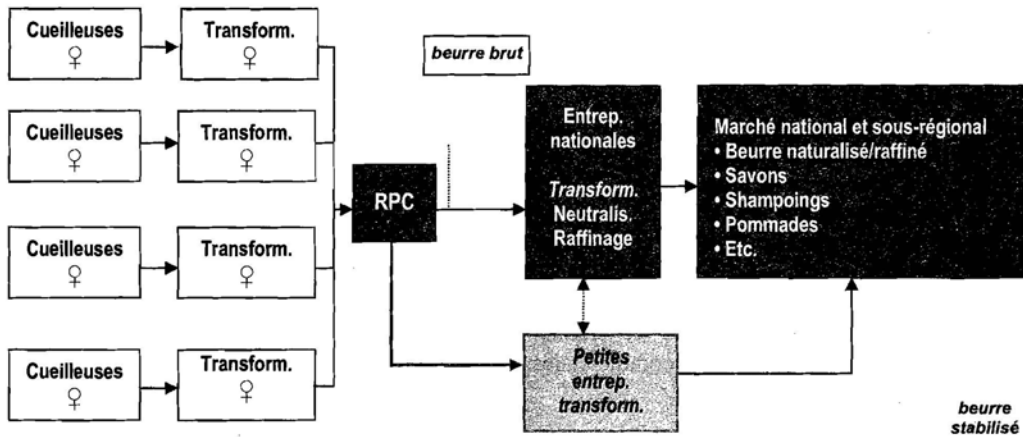 Cueilleuses
♀
Transform.
♀
Cueilleuses
♀
Transform.
♀
Cueilleuses
♀
Transform.
♀
Cueilleuses
♀
Transform.
♀
RPC
beurre brut
Entrep.
nationales
Transform.
Neutralis.
Raffinage
Petites
entrep.
transform.
Marché national et sous-régional
• Beurre naturalisé/raffiné
• Savons
• Shampoings
• Pommades
• Etc.
beurre
stabilisé